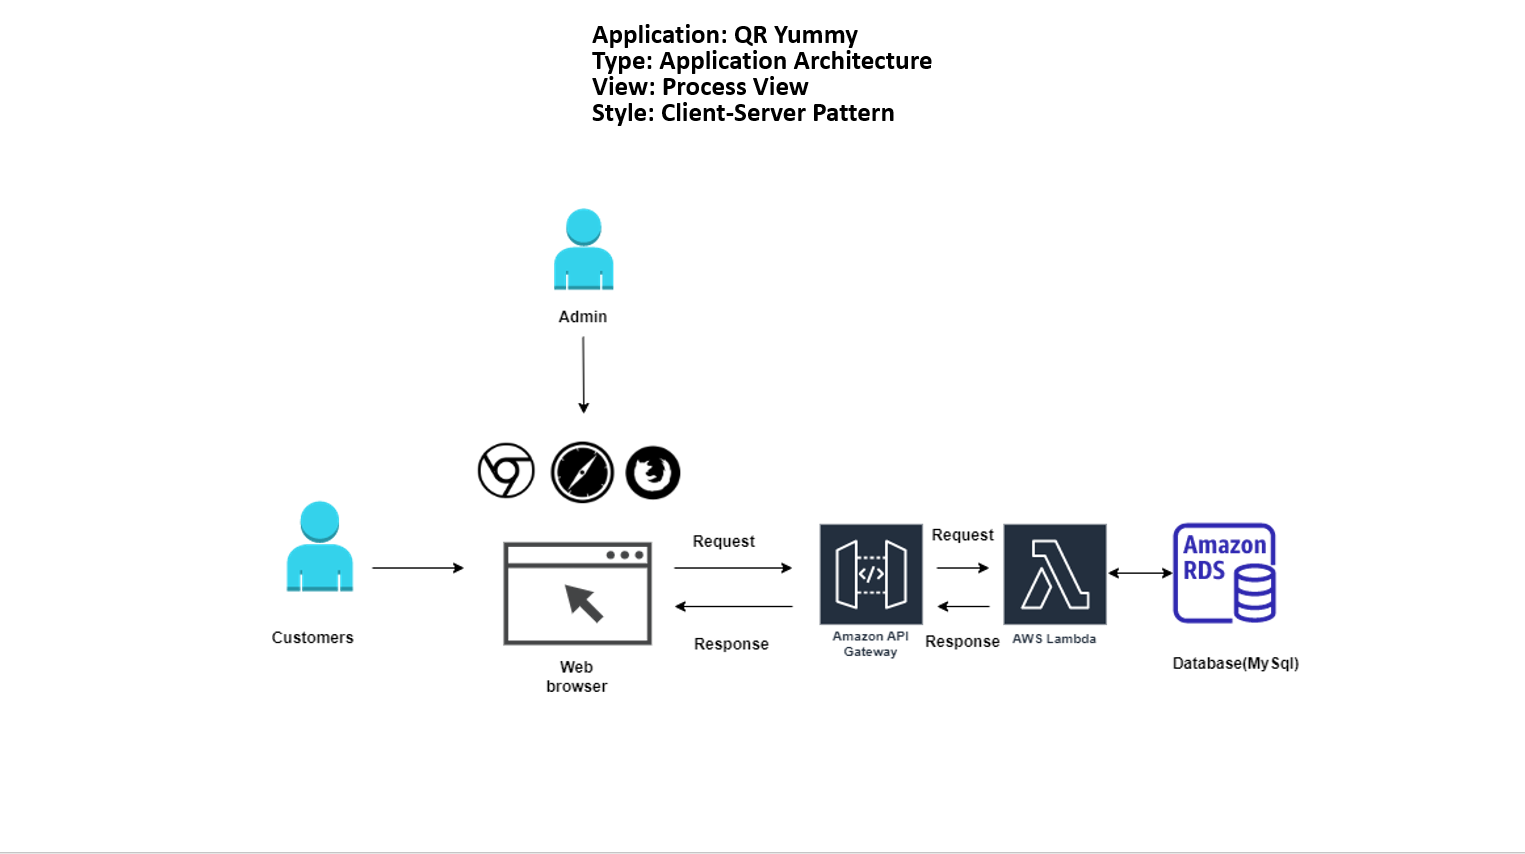 Application: QR Yummy
Type: Application Architecture
View: Process View
Style: Client-Server Pattern
Admin
Customers
Web
browser
Request
Response
Amazon API
Gateway
Request
Response
AWS Lambda
Amazon
RDS
Database(My Sql)